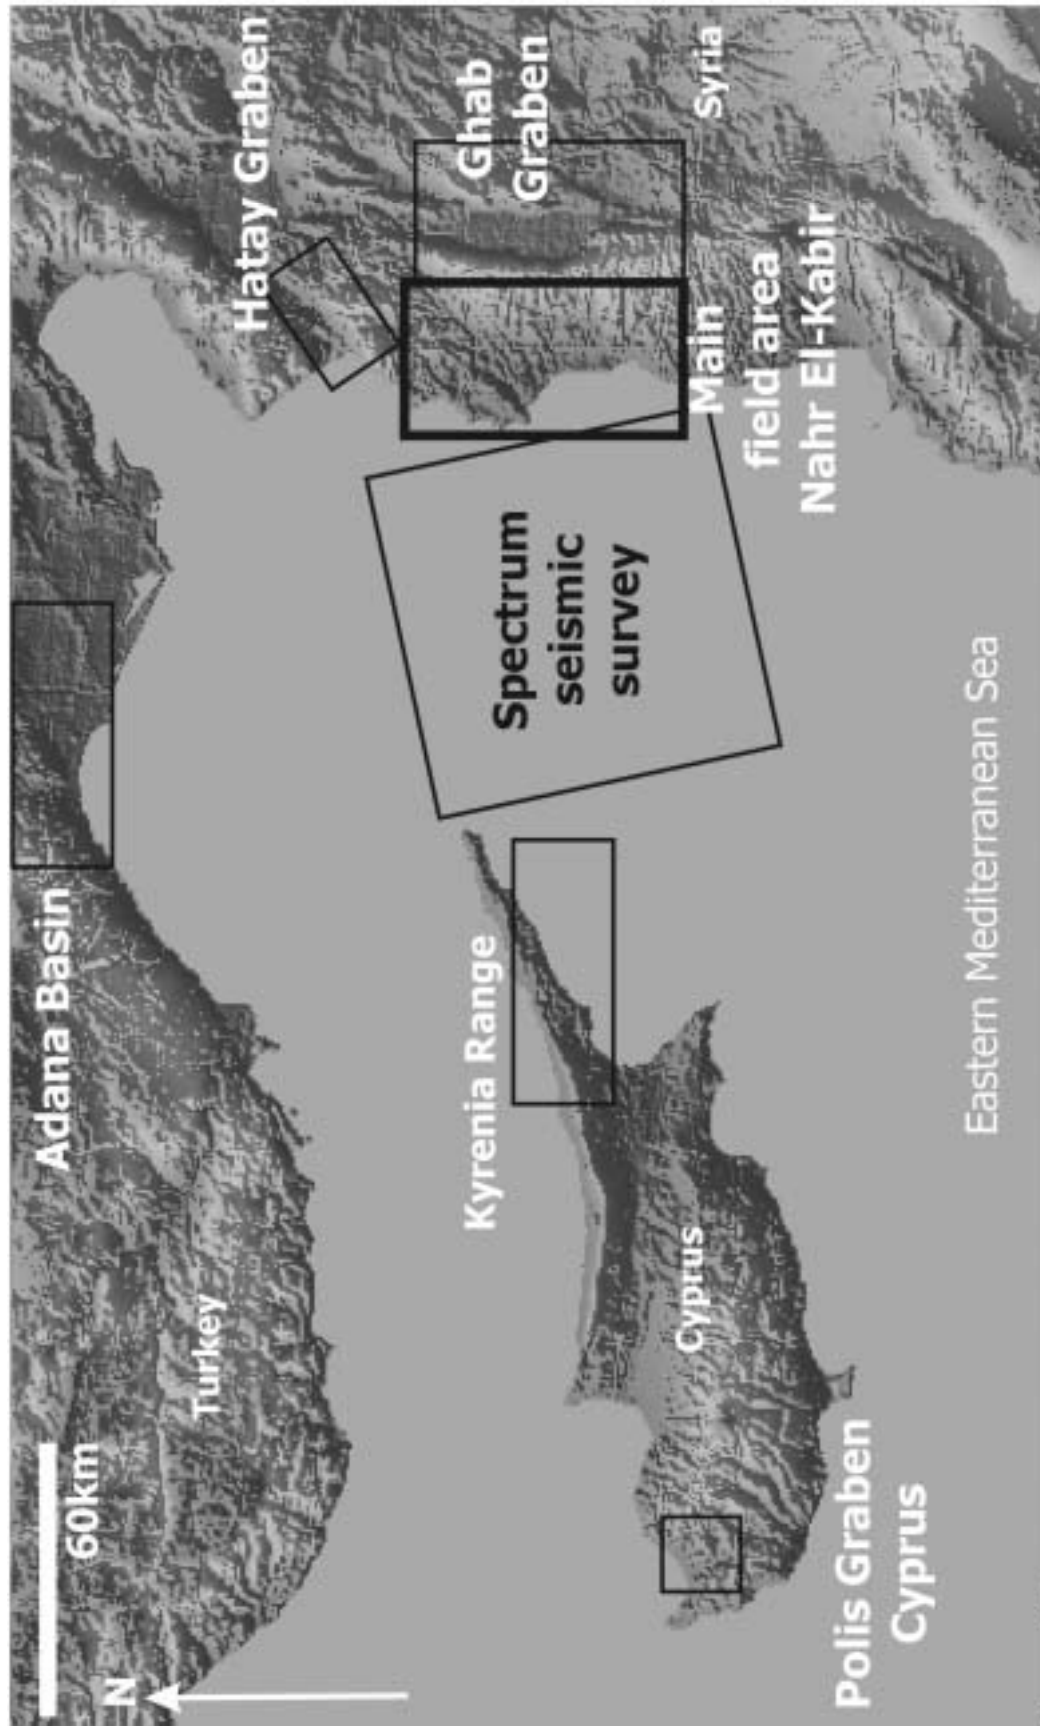 N
60km
Turkey
Adana Basin
Hatay Graben
Ghab
Graben
Syria
Main
field area
Nahr El-Kabir
Spectrum
seismic
survey
Kyrenia Range
Cyprus
Polis Graben
Cyprus
Eastern Mediterranean Sea